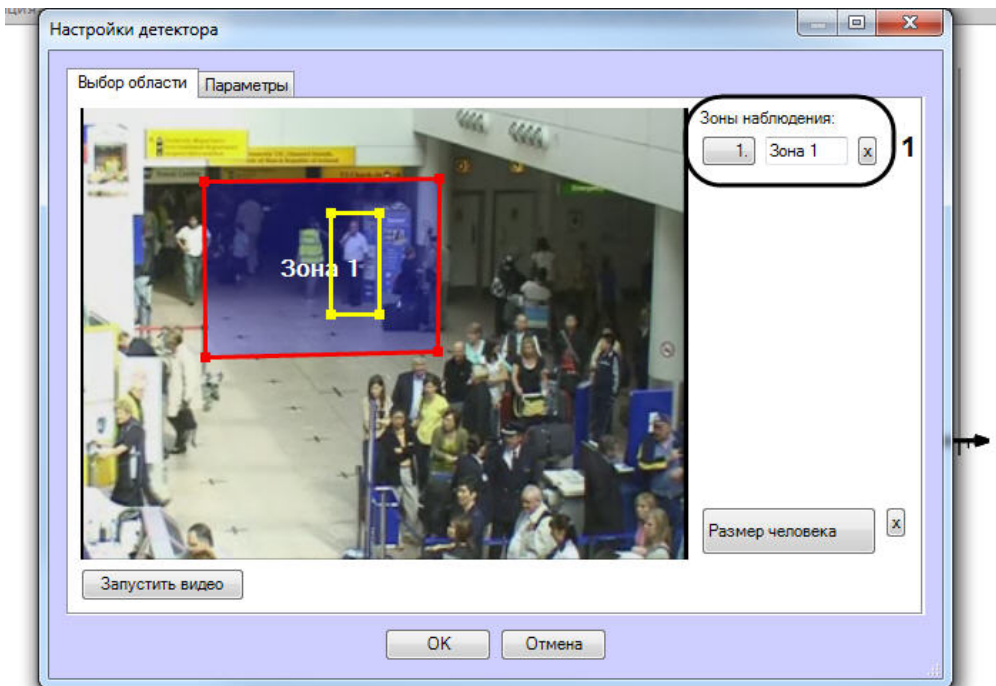 ция
Настройки детектора
Выбор области Параметры
Зоны наблюдения:
1. Зона 1 x 1
Зона 1
Размер человека x
Запустить видео
OK Отмена